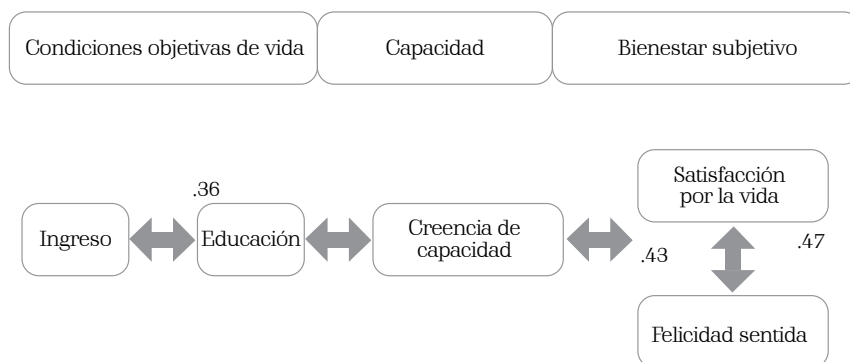 Condiciones objetivas de vida
Capacidad
Bienestar subjetivo
Satisfacción
por la vida
.36
Ingreso
Educación
Creencia de
capacidad
.43
.47
Felicidad sentida